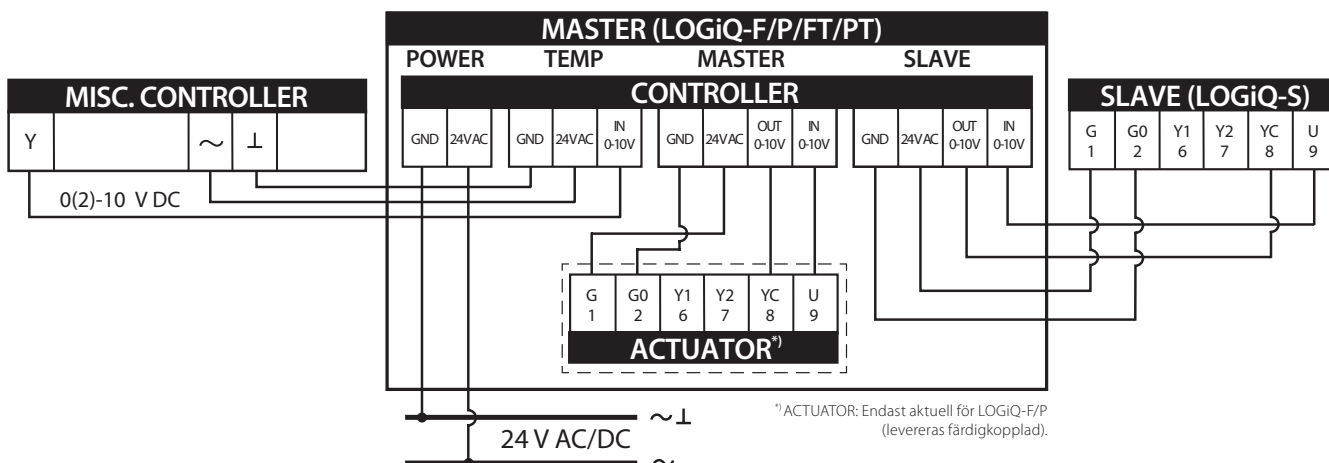 MASTER (LOGiQ-F/P/FT/PT)
POWER TEMP MASTER SLAVE
CONTROLLER
GND 24VAC GND 24VAC IN 0-10V GND 24VAC OUT 0-10V IN 0-10V GND 24VAC OUT 0-10V IN 0-10V
MISC. CONTROLLER
Y ~ ⊥
0(2)-10 V DC
SLAVE (LOGiQ-S)
G G0 Y1 Y2 YC U
1 2 6 7 8 9
G G0 Y1 Y2 YC U
1 2 6 7 8 9
ACTUATOR*)
*) ACTUATOR: Endast aktuell för LOGiQ-F/P
(levereras färdigkopplad).
~⊥
24 V AC/DC
~